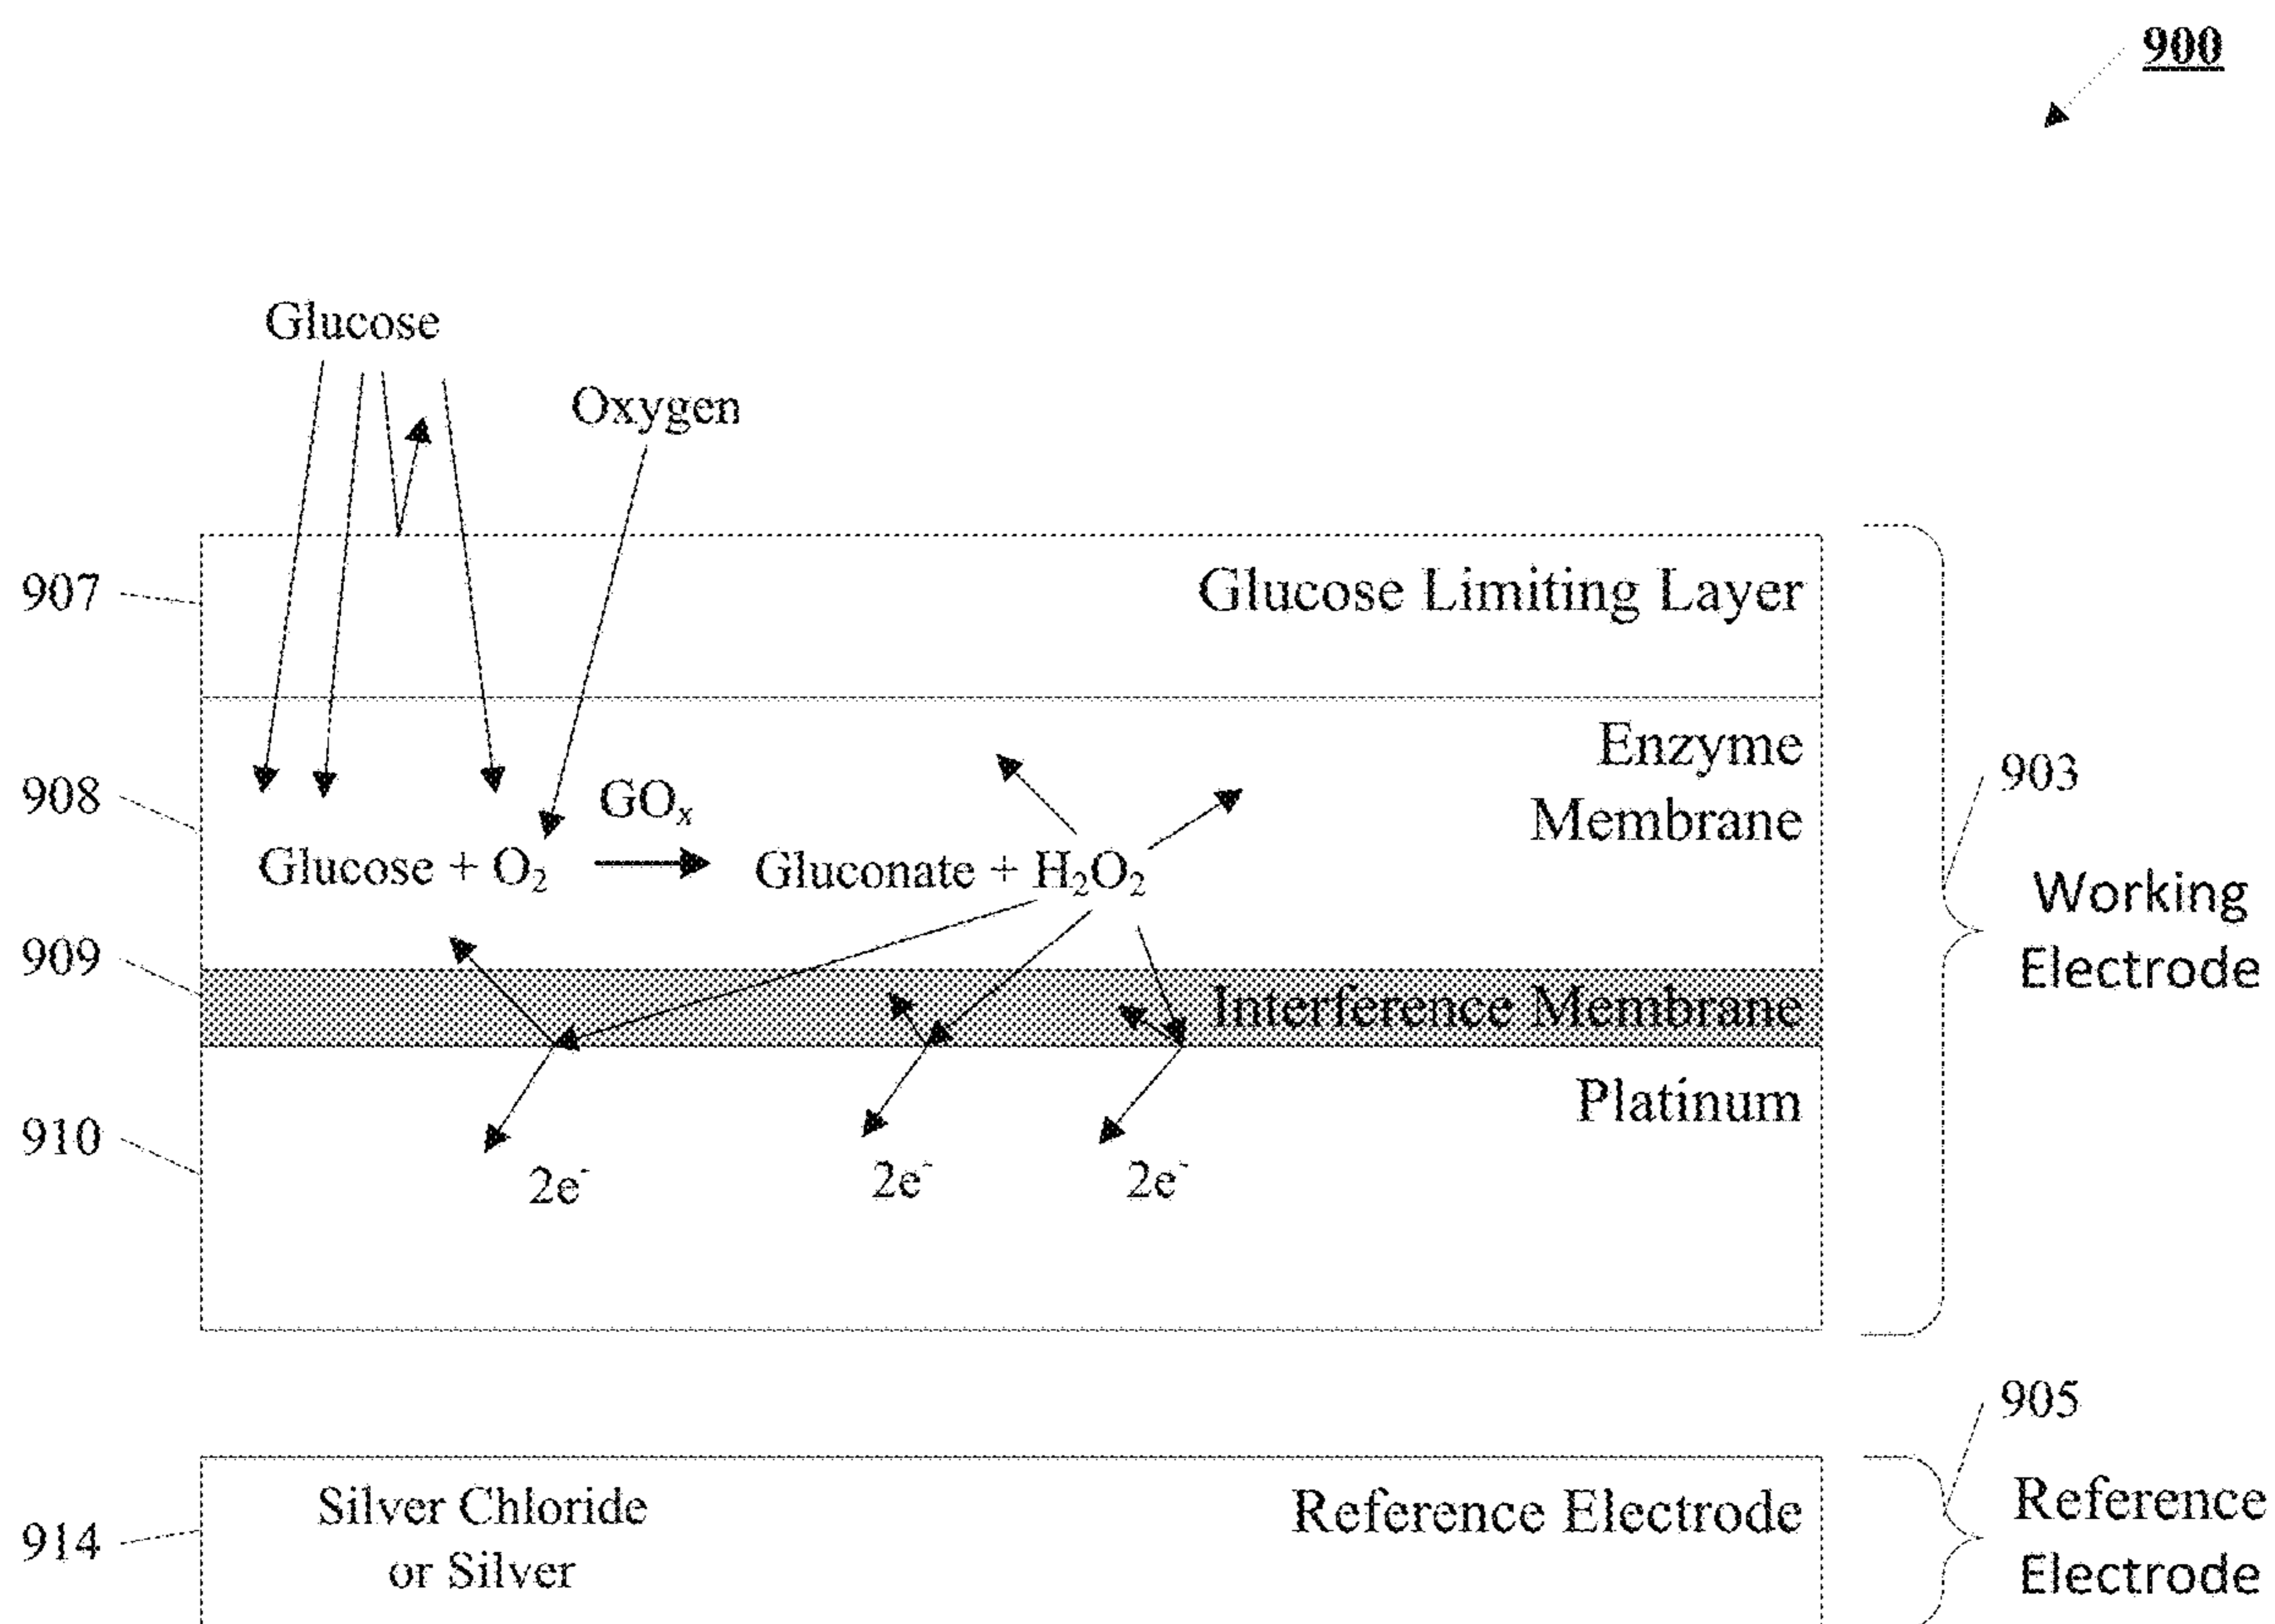 900
Glucose
Oxygen
907
Glucose Limiting Layer
Enzyme
Membrane
903
908
GOₓ
Glucose + O₂
Gluconate + H₂O₂
Working
Electrode
909
Interference Membrane
Platinum
910
2e⁻
2e⁻
2e⁻
905
Silver Chloride
or Silver
Reference Electrode
Reference
Electrode
914